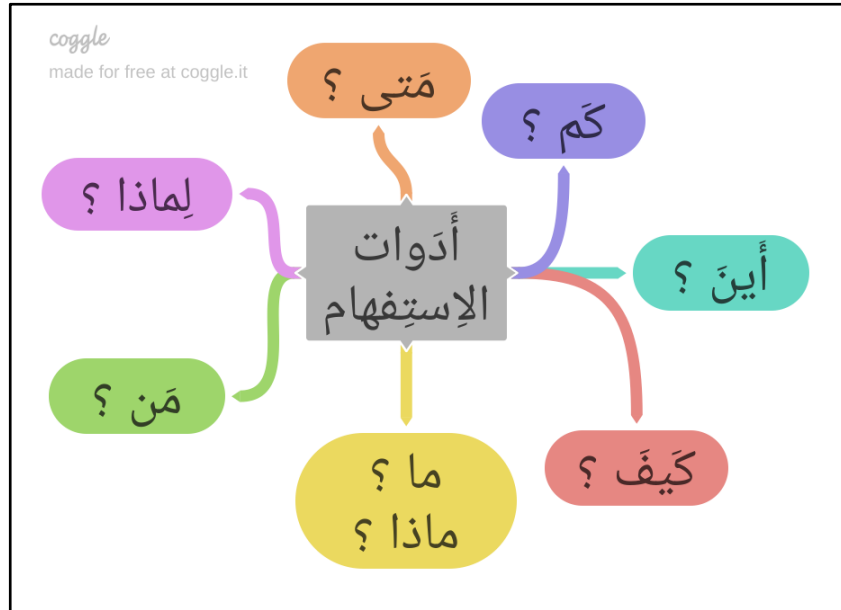 coggle
made for free at coggle.it
مَتى ؟
كَم ؟
لِماذا ؟
أَدَوات
الاِستِفهام
أَينَ ؟
مَن ؟
ما ؟
ماذا ؟
كَيفَ ؟